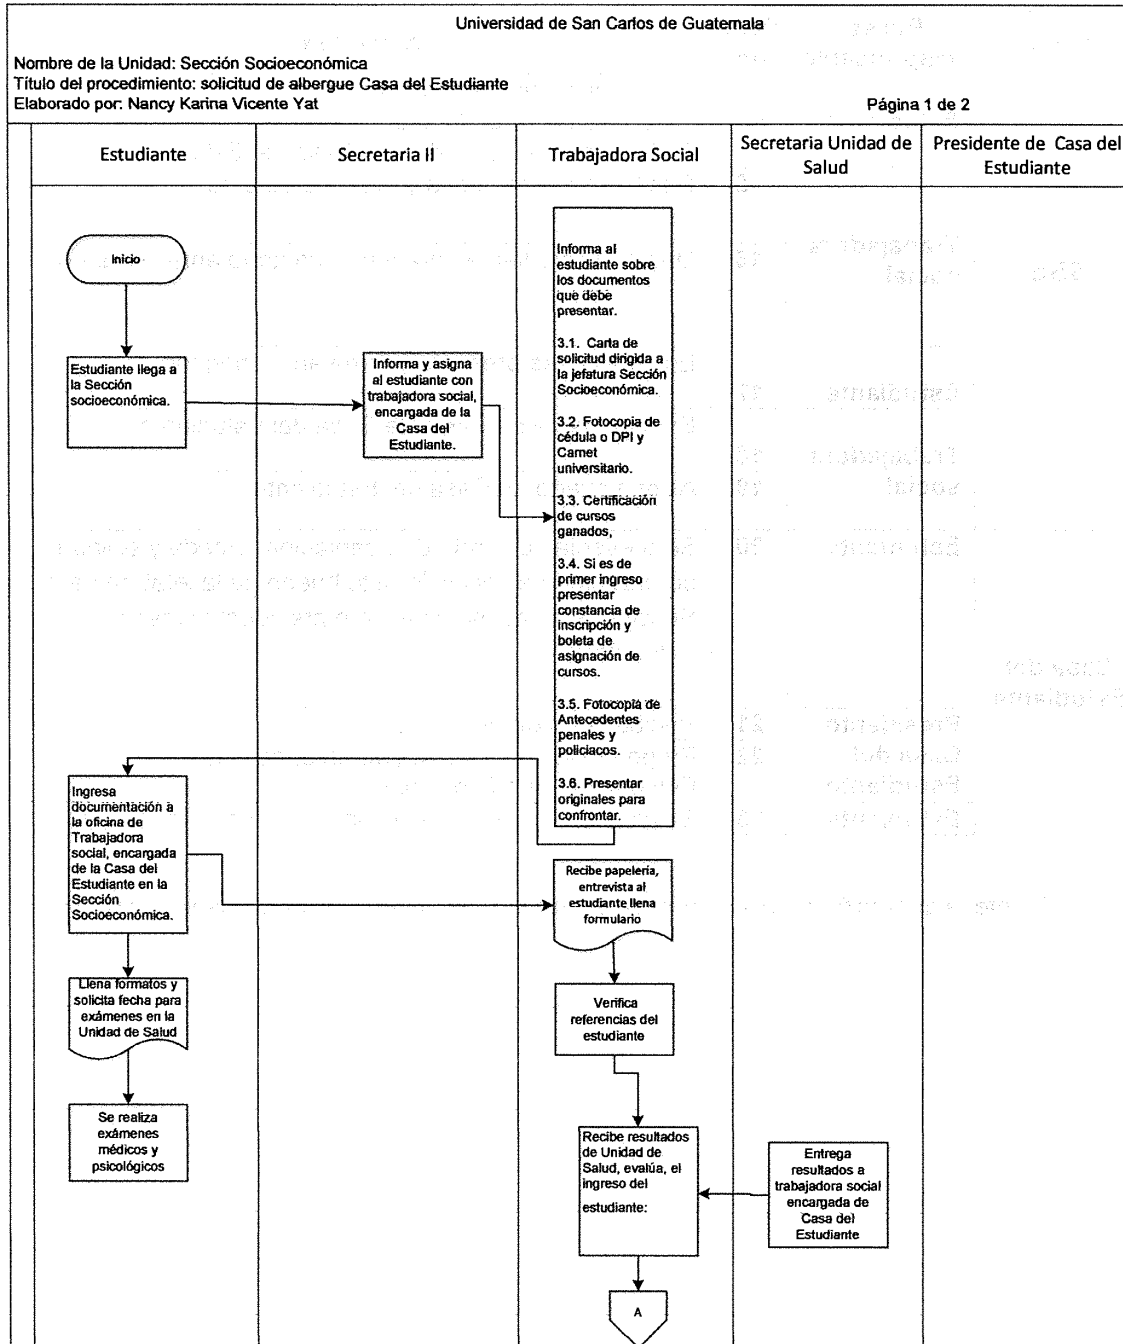 Universidad de San Carlos de Guatemala
Nombre de la Unidad: Sección Socioeconómica
Título del procedimiento: solicitud de albergue Casa del Estudiante
Elaborado por: Nancy Karina Vicente Yat
Página 1 de 2
Estudiante
Secretaria II
Trabajadora Social
Secretaria Unidad de
Salud
Presidente de Casa del
Estudiante
Inicio
Estudiante llega a
la Sección
socioeconómica.
Informa y asigna
al estudiante con
trabajadora social,
encargada de la
Casa del
Estudiante.
Informa al
estudiante sobre
los documentos
que debe
presentar.
3.1. Carta de
solicitud dirigida a
la jefatura Sección
Socioeconómica.
3.2. Fotocopia de
cédula o DPI y
Carnet
universitario.
3.3. Certificación
de cursos
ganados,
3.4. Si es de
primer ingreso
presentar
constancia de
inscripción y
boleta de
asignación de
cursos.
3.5. Fotocopia de
Antecedentes
penales y
policiacos.
3.6. Presentar
originales para
confrontar.
Ingresa
documentación a
la oficina de
Trabajadora
social, encargada
de la Casa del
Estudiante en la
Sección
Socioeconómica.
Recibe papelería,
entrevista al
estudiante llena
formulario
Llena formatos y
solicita fecha para
exámenes en la
Unidad de Salud
Verifica
referencias del
estudiante
Se realiza
exámenes
médicos y
psicológicos
Recibe resultados
de Unidad de
Salud, evalúa, el
ingreso del
estudiante:
Entrega
resultados a
trabajadora social
encargada de
Casa del
Estudiante
A